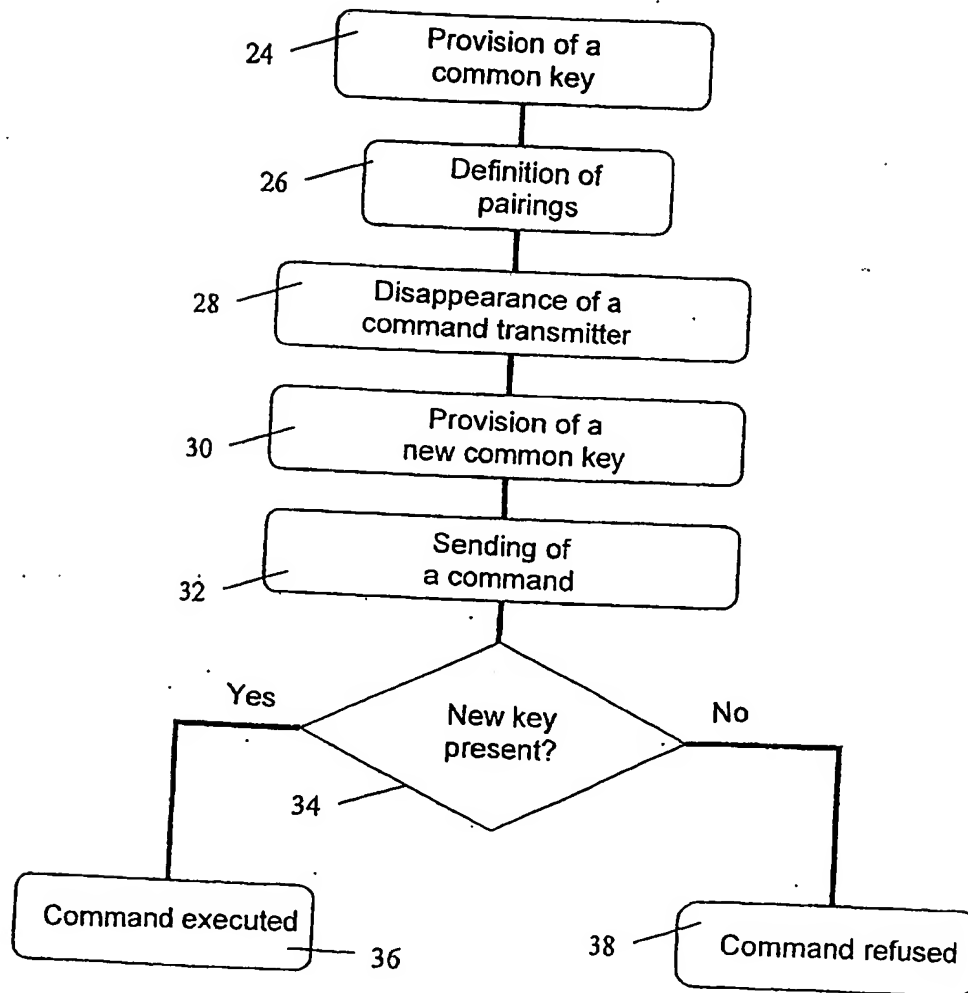 24
Provision of a
common key
26
Definition of
pairings
28
Disappearance of a
command transmitter
30
Provision of a
new common key
32
Sending of
a command
Yes
New key
present?
No
34
Command executed
36
38
Command refused